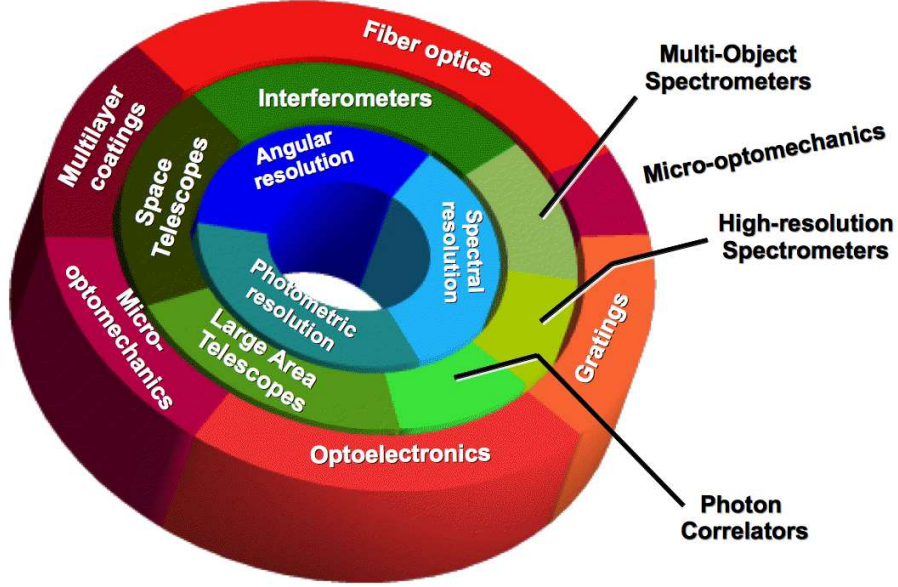 Fiber optics
Multi-Object
Spectrometers
Interferometers
Multilayer
coatings
Angular
resolution
Micro-optomechanics
Space
Telescopes
Spectral
resolution
High-resolution
Spectrometers
Photometric
resolution
Micro-
optomechanics
Large Area
Telescopes
Gratings
Optoelectronics
Photon
Correlators